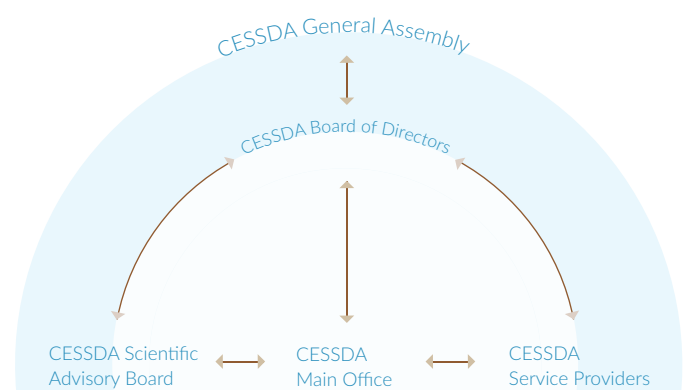 CESSDA General Assembly
CESSDA Board of Directors
CESSDA Scientific
Advisory Board
CESSDA
Main Office
CESSDA
Service Providers